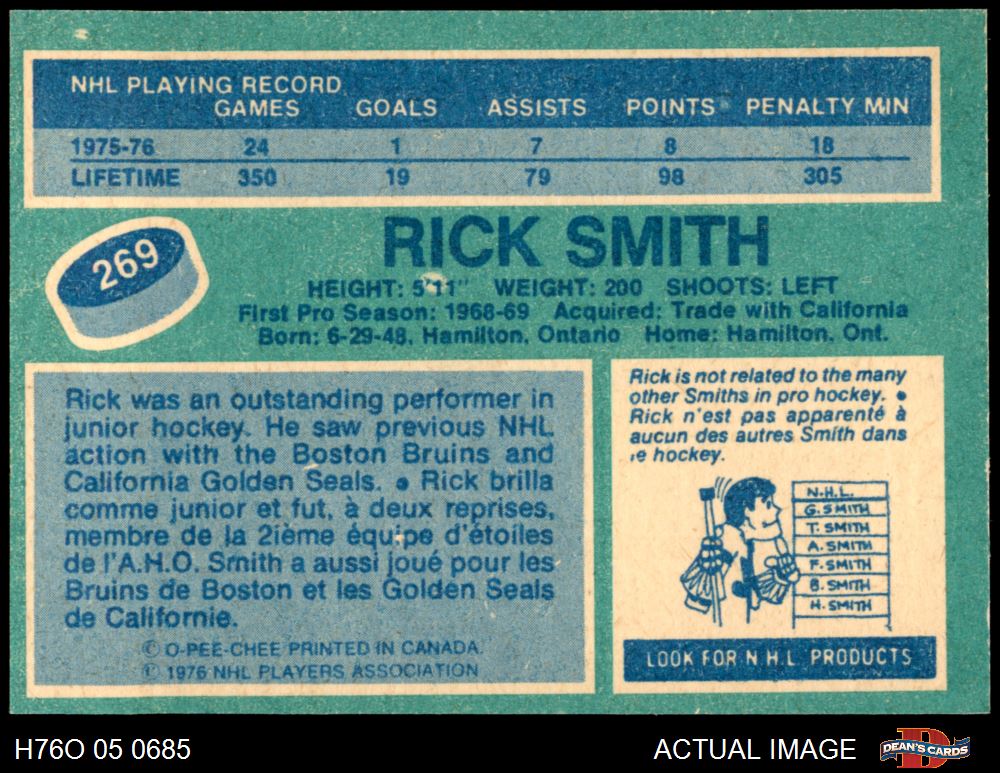 NHL PLAYING RECORD
GAMES GOALS ASSISTS POINTS PENALTY MIN
1975-76 24 1 7 8 18
LIFETIME 350 19 79 98 305
269
RICK SMITH
HEIGHT: 5'11" WEIGHT: 200 SHOOTS: LEFT
First Pro Season: 1968-69 Acquired: Trade with California
Born: 6-29-48, Hamilton, Ontario Home: Hamilton, Ont.
Rick was an outstanding performer in
junior hockey. He saw previous NHL
action with the Boston Bruins and
California Golden Seals. • Rick brilla
comme junior et fut, à deux reprises,
membre de la 2ième équipe d'étoiles
de l'A.H.O. Smith a aussi joué pour les
Bruins de Boston et les Golden Seals
de Californie.
© O-PEE-CHEE PRINTED IN CANADA.
© 1976 NHL PLAYERS ASSOCIATION
Rick is not related to the many
other Smiths in pro hockey. •
Rick n'est pas apparenté à
aucun des autres Smith dans
le hockey.
N.H.L.
G. SMITH
T. SMITH
A. SMITH
F. SMITH
B. SMITH
H. SMITH
LOOK FOR N.H.L PRODUCTS
H76O 05 0685 ACTUAL IMAGE D DEAN'S CARDS